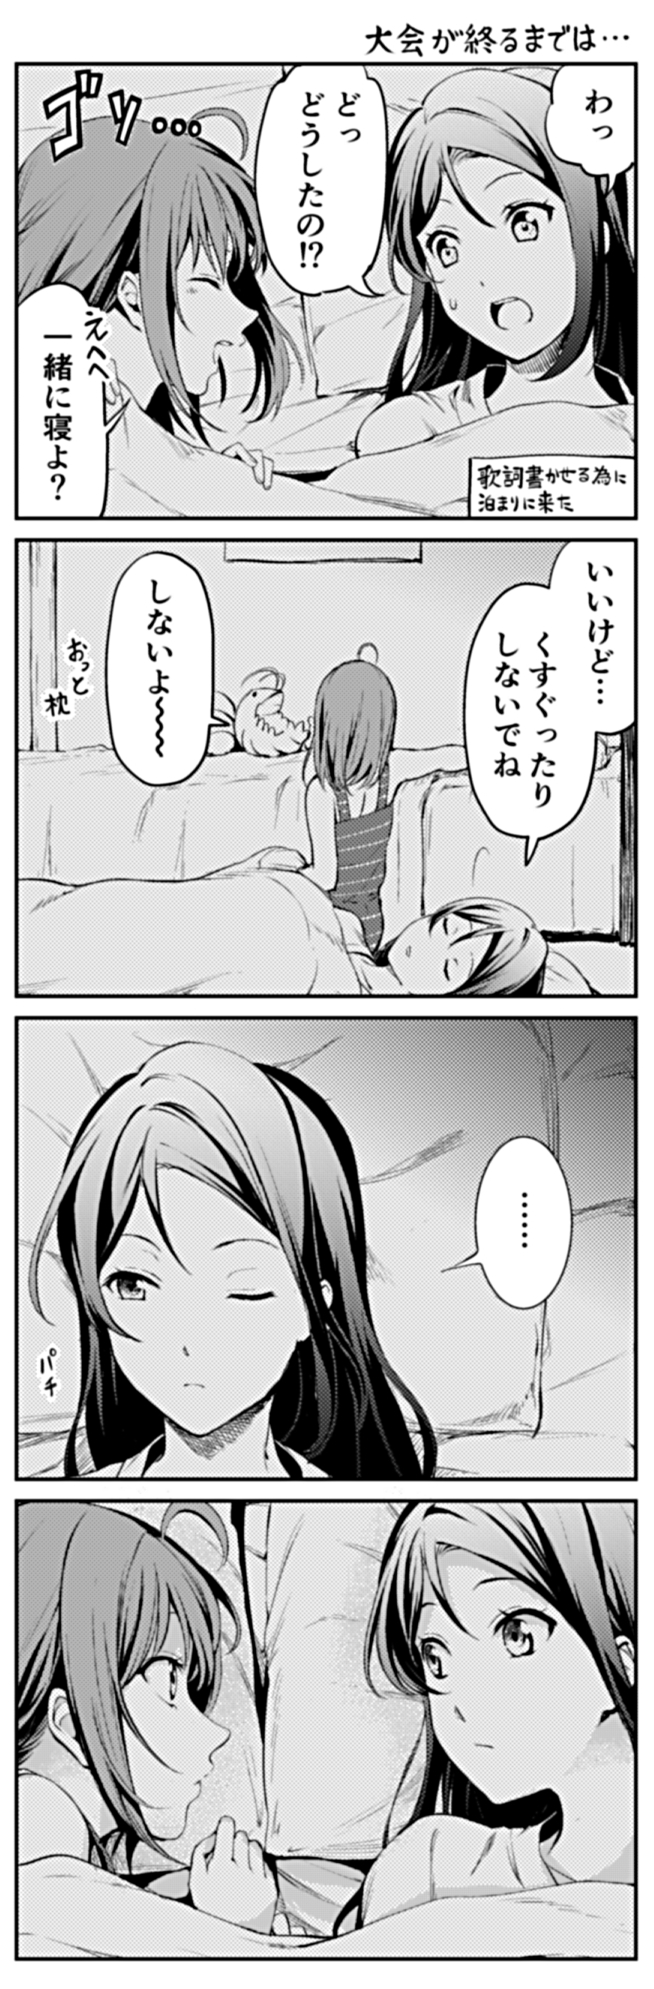 大会が終るまでは…
わっ
どっ
どうしたの!?
ゴソ…
えへへ
一緒に寝よ?
歌詞書かせる為に
泊まりに来た
いいけど…
くすぐったり
しないでね
しないよ〜〜〜
おっと
枕
……
パチ